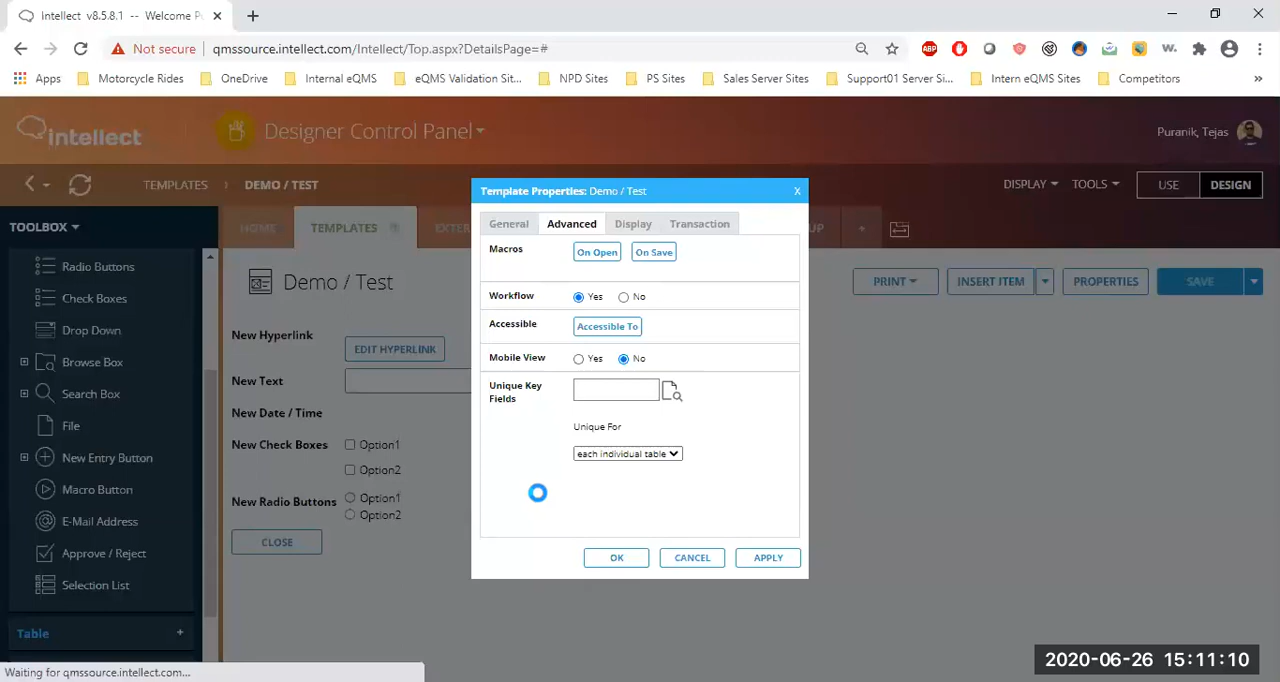 Intellect v8.5.8.1 -- Welcome P
Not secure | qmssource.intellect.com/Intellect/Top.aspx?DetailsPage=#
ABP
W.
Apps Motorcycle Rides OneDrive Internal eQMS eQMS Validation Sit... NPD Sites PS Sites Sales Server Sites Support01 Server Si... Intern eQMS Sites Competitors »
intellect Designer Control Panel Puranik, Tejas
TEMPLATES › DEMO / TEST DISPLAY TOOLS USE DESIGN
TOOLBOX HOME TEMPLATES EXTER UP +
Template Properties: Demo / Test X
General Advanced Display Transaction
Macros On Open On Save
Workflow Yes No
Accessible Accessible To
Mobile View Yes No
Unique Key Fields
Unique For
each individual table
OK CANCEL APPLY
Radio Buttons
Check Boxes
Drop Down
Browse Box
Search Box
File
New Entry Button
Macro Button
E-Mail Address
Approve / Reject
Selection List
Table +
Demo / Test PRINT INSERT ITEM PROPERTIES SAVE
New Hyperlink EDIT HYPERLINK
New Text
New Date / Time
New Check Boxes Option1
Option2
New Radio Buttons Option1
Option2
CLOSE
Waiting for qmssource.intellect.com...
2020-06-26 15:11:10